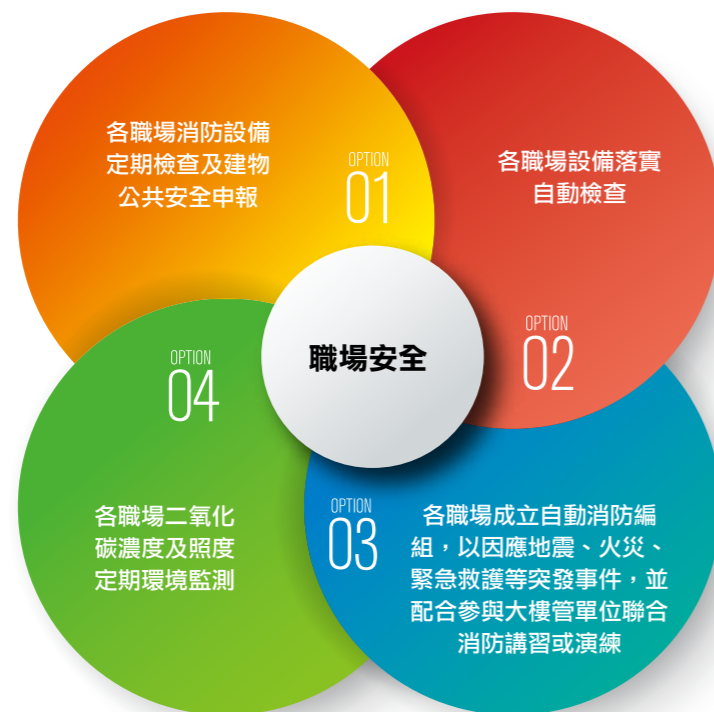 各職場消防設備
定期檢查及建物
公共安全申報
OPTION
01
各職場設備落實
自動檢查
OPTION
02
職場安全
OPTION
04
各職場二氧化
碳濃度及照度
定期環境監測
OPTION
03
各職場成立自動消防編
組，以因應地震、火災、
緊急救護等突發事件，並
配合參與大樓管單位聯合
消防講習或演練